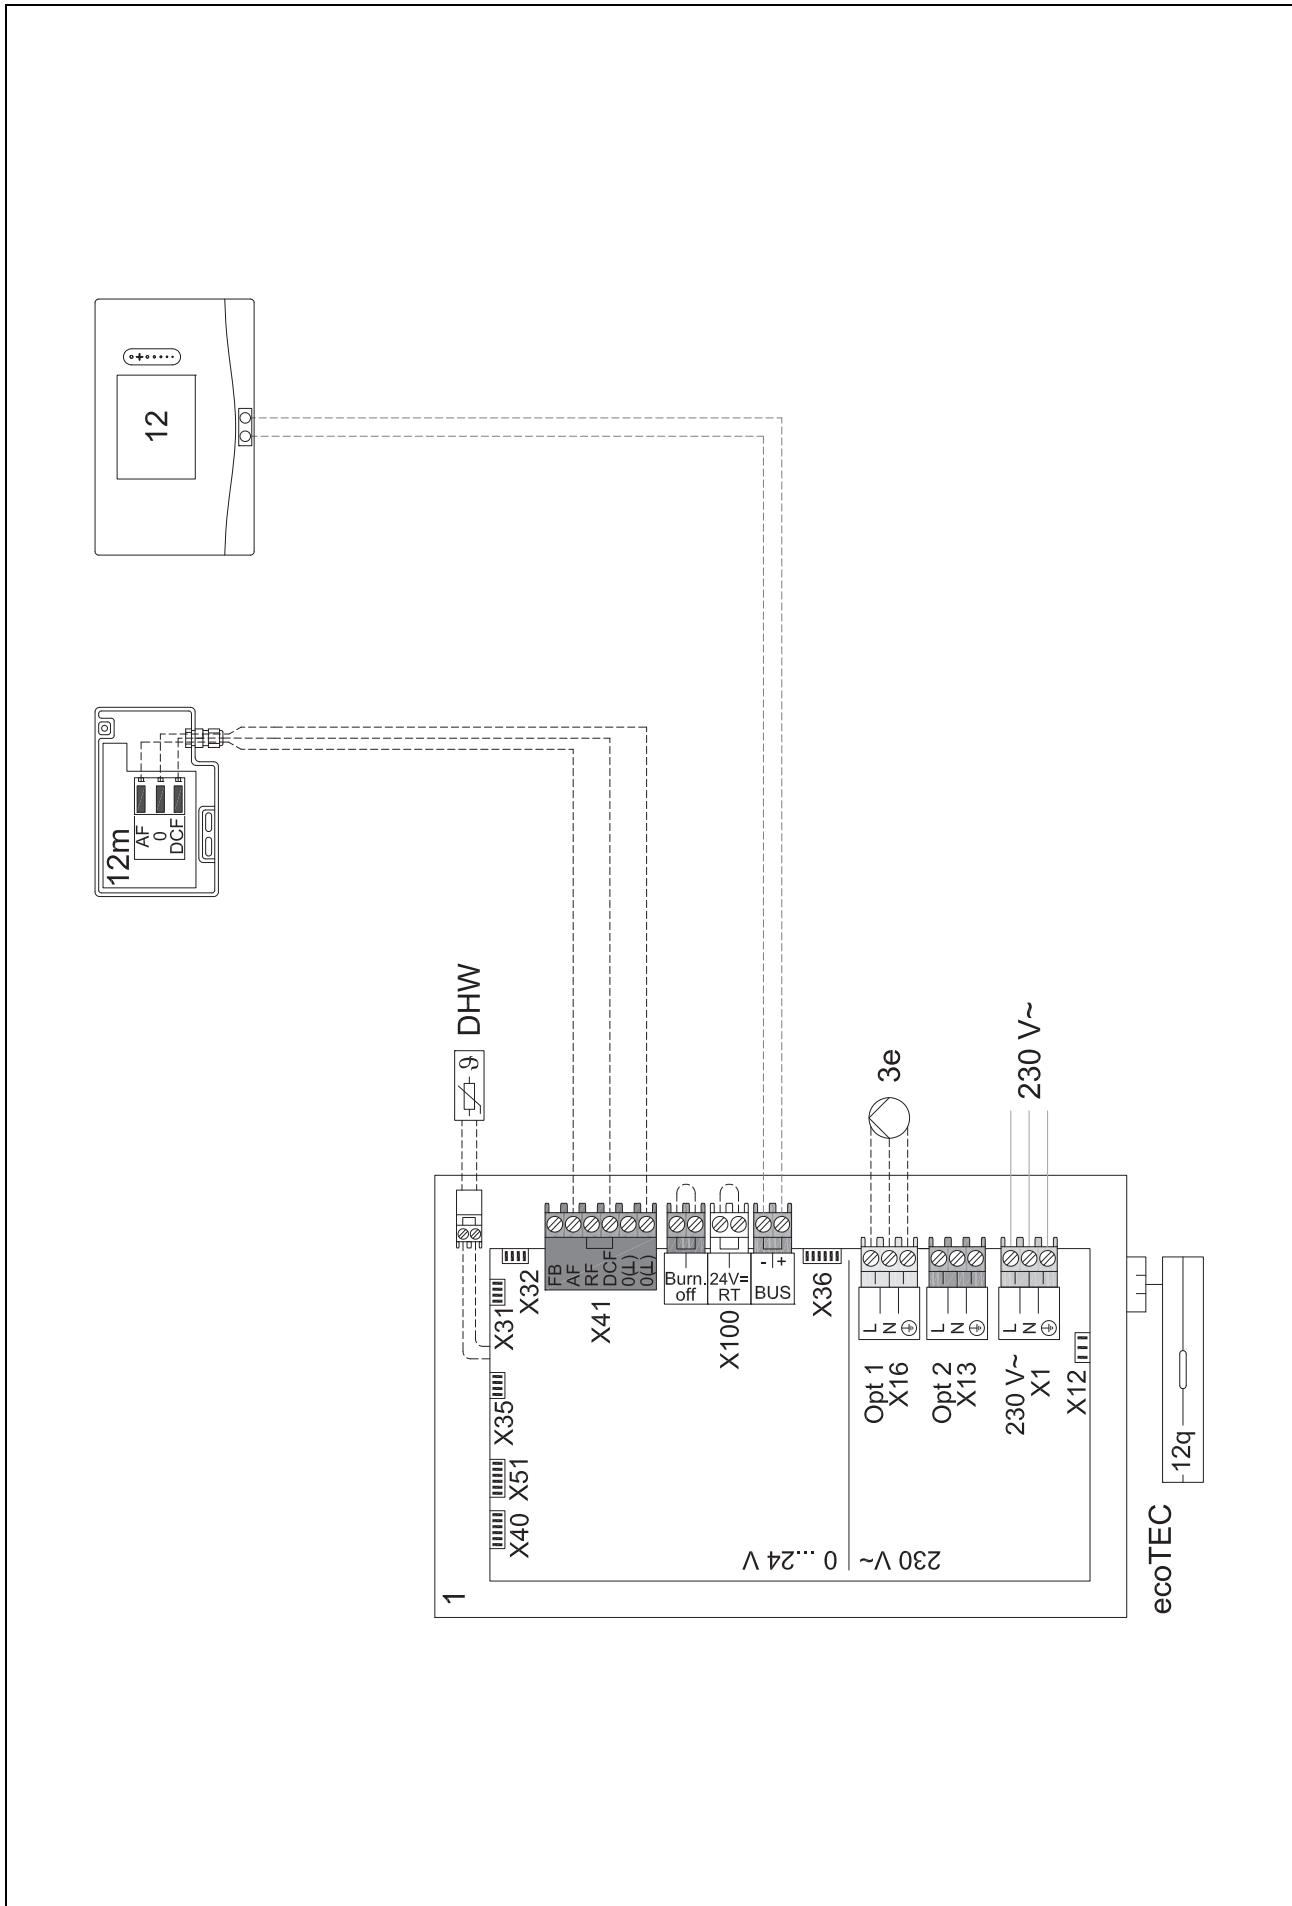 12
12m
AF
0
DCF
DHW
ϑ
3e
230 V~
1
X40
X51
X35
X31
X32
FB
AF
RF
DCF
0(⊥)
0(⊥)
X41
Burn.
off
24V=
RT
X100
- +
BUS
X36
0 ...24 V
230 V~
L
N
Opt 1
X16
L
N
Opt 2
X13
L
N
230 V~
X1
X12
ecoTEC
12q